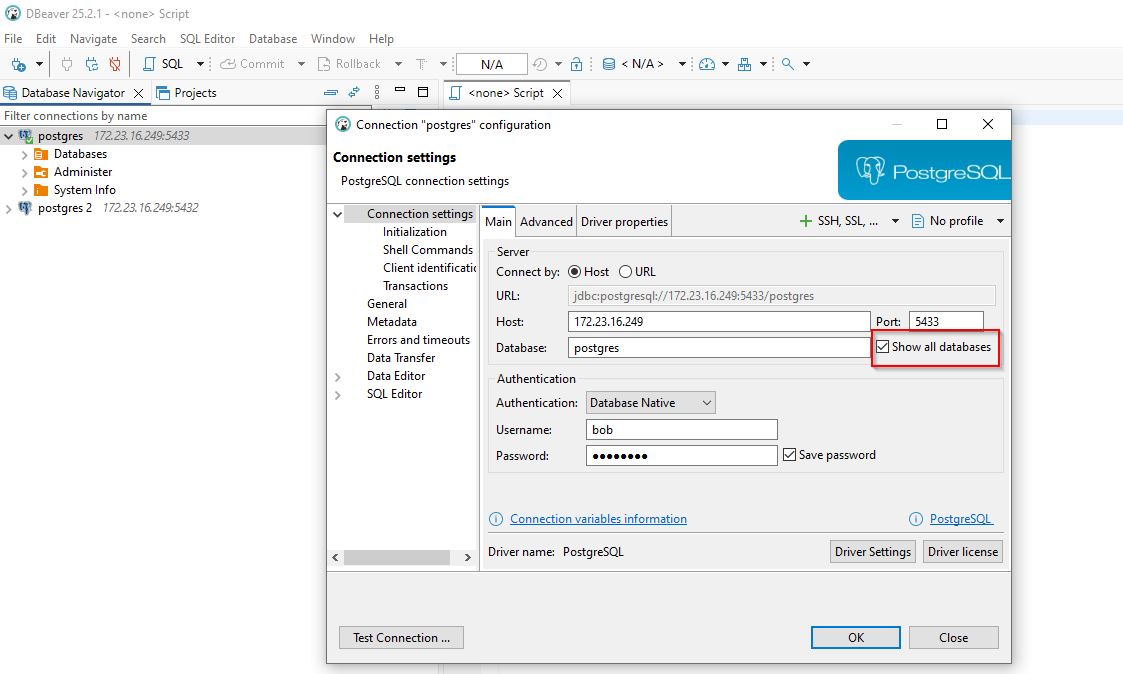 DBeaver 25.2.1 - <none> Script
File Edit Navigate Search SQL Editor Database Window Help
SQL Commit Rollback T N/A < N/A >
Database Navigator Projects
<none> Script
Filter connections by name
postgres 172.23.16.249:5433
Databases
Administer
System Info
postgres 2 172.23.16.249:5432
Connection "postgres" configuration
Connection settings
PostgreSQL connection settings
PostgreSQL
Connection settings
Initialization
Shell Commands
Client identificatio
Transactions
General
Metadata
Errors and timeouts
Data Transfer
Data Editor
SQL Editor
Main Advanced Driver properties
SSH, SSL, ... No profile
Server
Connect by: Host URL
URL: jdbc:postgresql://172.23.16.249:5433/postgres
Host: 172.23.16.249 Port: 5433
Database: postgres Show all databases
Authentication
Authentication: Database Native
Username: bob
Password: •••••••• Save password
Connection variables information PostgreSQL
Driver name: PostgreSQL Driver Settings Driver license
Test Connection ... OK Close